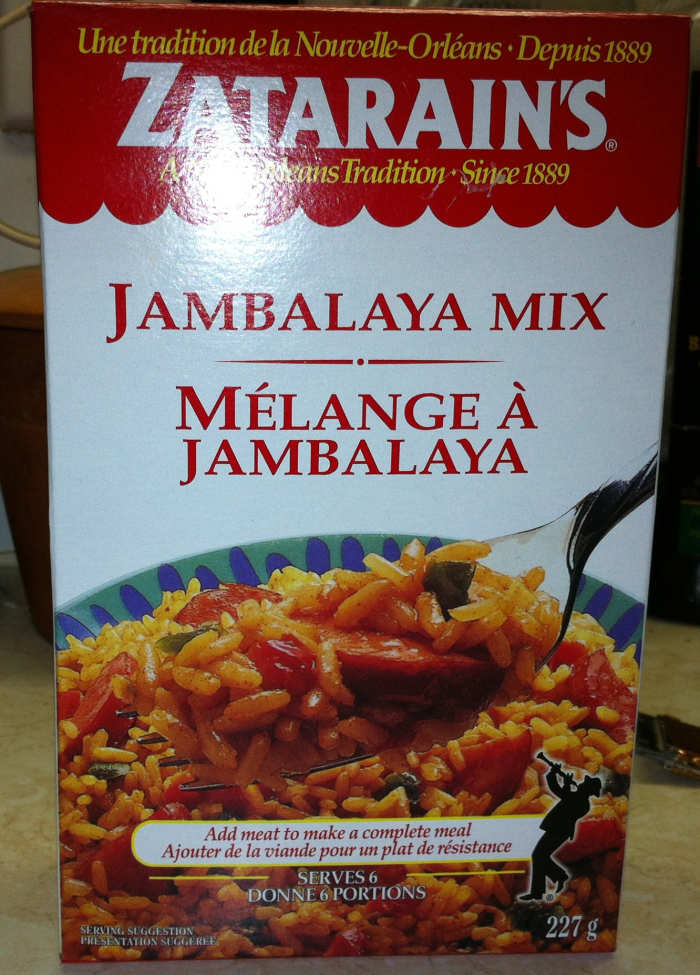 Une tradition de la Nouvelle-Orléans • Depuis 1889
ZATARAIN'S®
A eans Tradition • Since 1889
JAMBALAYA MIX
MÉLANGE À
JAMBALAYA
Add meat to make a complete meal
Ajouter de la viande pour un plat de résistance
SERVES 6
DONNE 6 PORTIONS
SERVING SUGGESTION
PRÉSENTATION SUGGÉRÉE
227 g